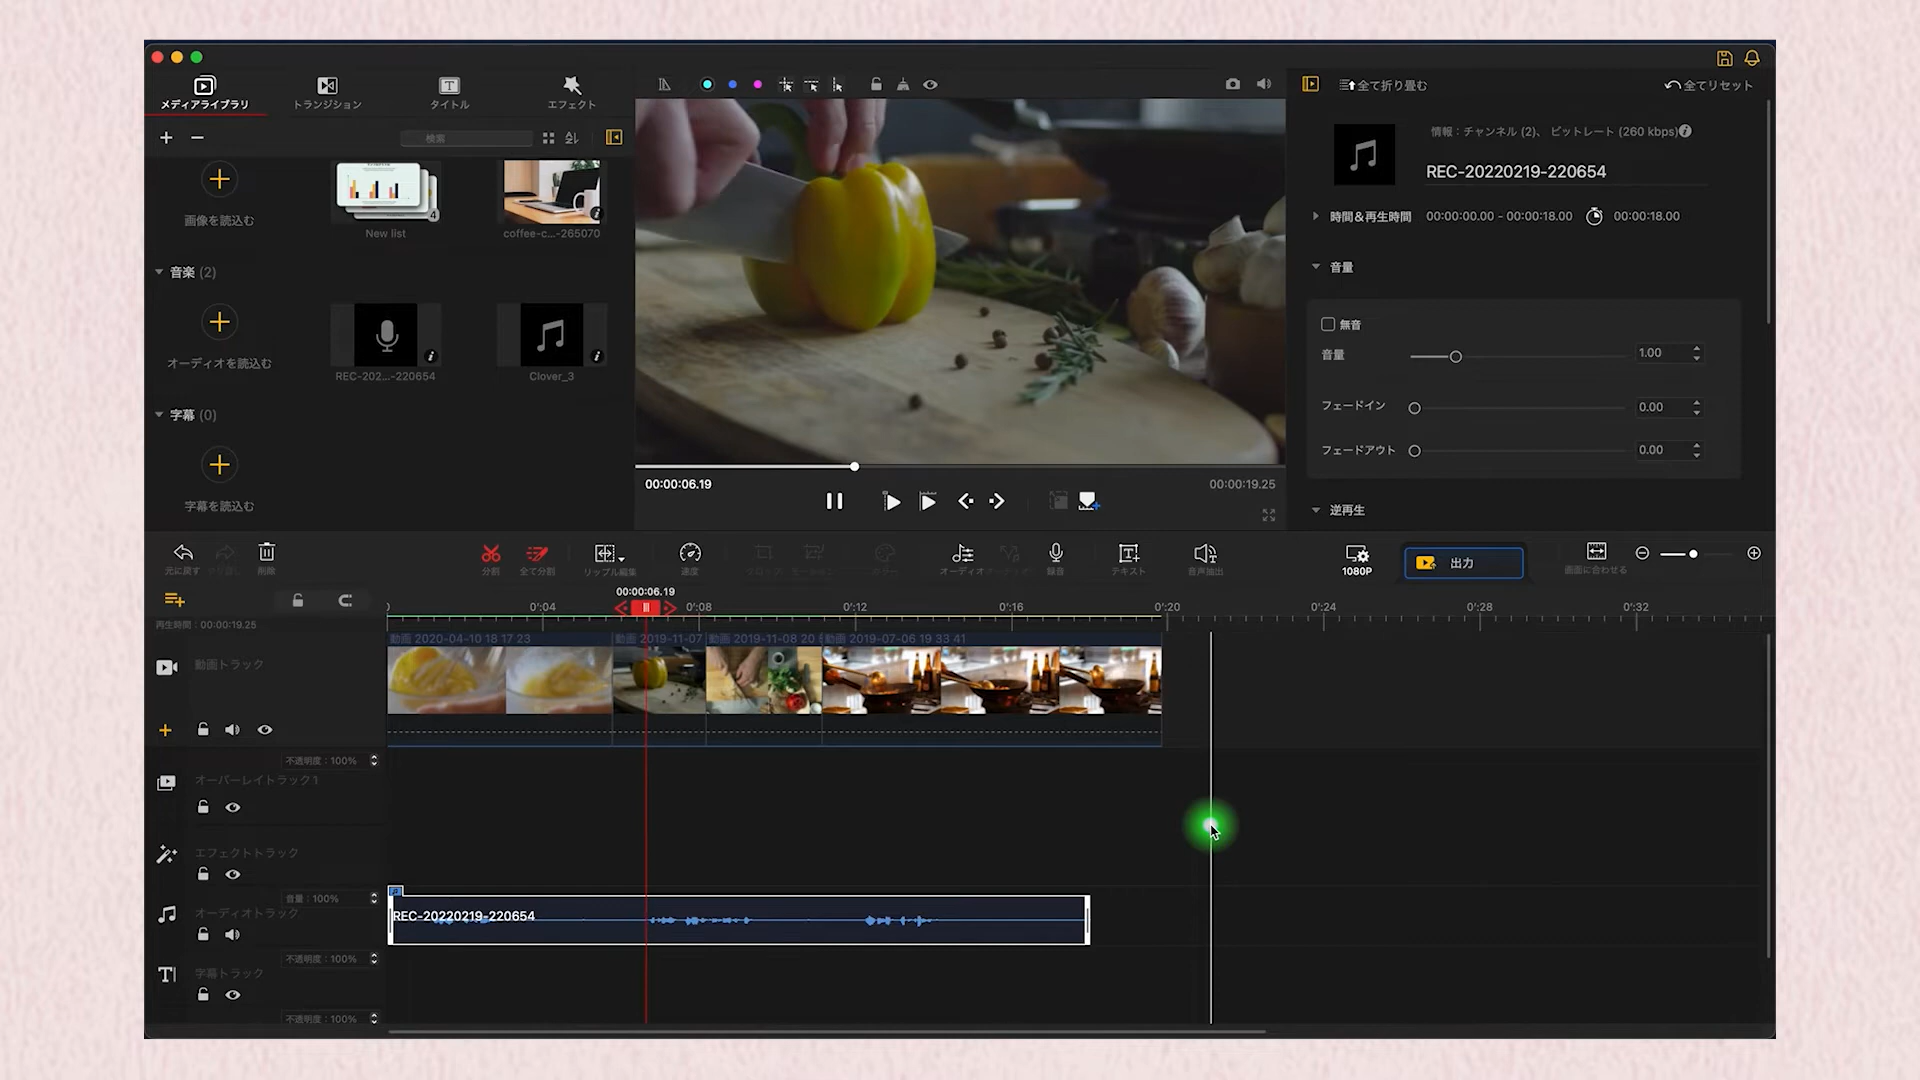 メディアライブラリ
トランジション
タイトル
エフェクト
全て折り畳む
全てリセット
検索
情報：チャンネル (2)、ビットレート (260 kbps)
REC-20220219-220654
画像を読込む
New list
4
coffee-c...-265070
時間＆再生時間
00:00:00.00 - 00:00:18.00
00:00:18.00
音楽 (2)
音量
オーディオを読込む
REC-202...-220654
Clover_3
無音
音量
1.00
フェードイン
0.00
字幕 (0)
フェードアウト
0.00
字幕を読込む
00:00:06.19
00:00:19.25
逆再生
元に戻す
やり直し
削除
分割
全て分割
リップル編集
速度
オーディオ
録音
テキスト
音声抽出
1080P
出力
画面に合わせる
00:00:06.19
0:04
0:08
0:12
0:16
0:20
0:24
0:28
0:32
再生時間：00:00:19.25
動画 2020-04-10 18 17 23
動画 2019-11-07
動画 2019-11-08 20
動画 2019-07-06 19 33 41
動画トラック
不透明度：100%
オーバーレイトラック1
エフェクトトラック
音量：100%
オーディオトラック
REC-20220219-220654
不透明度：100%
字幕トラック
不透明度：100%